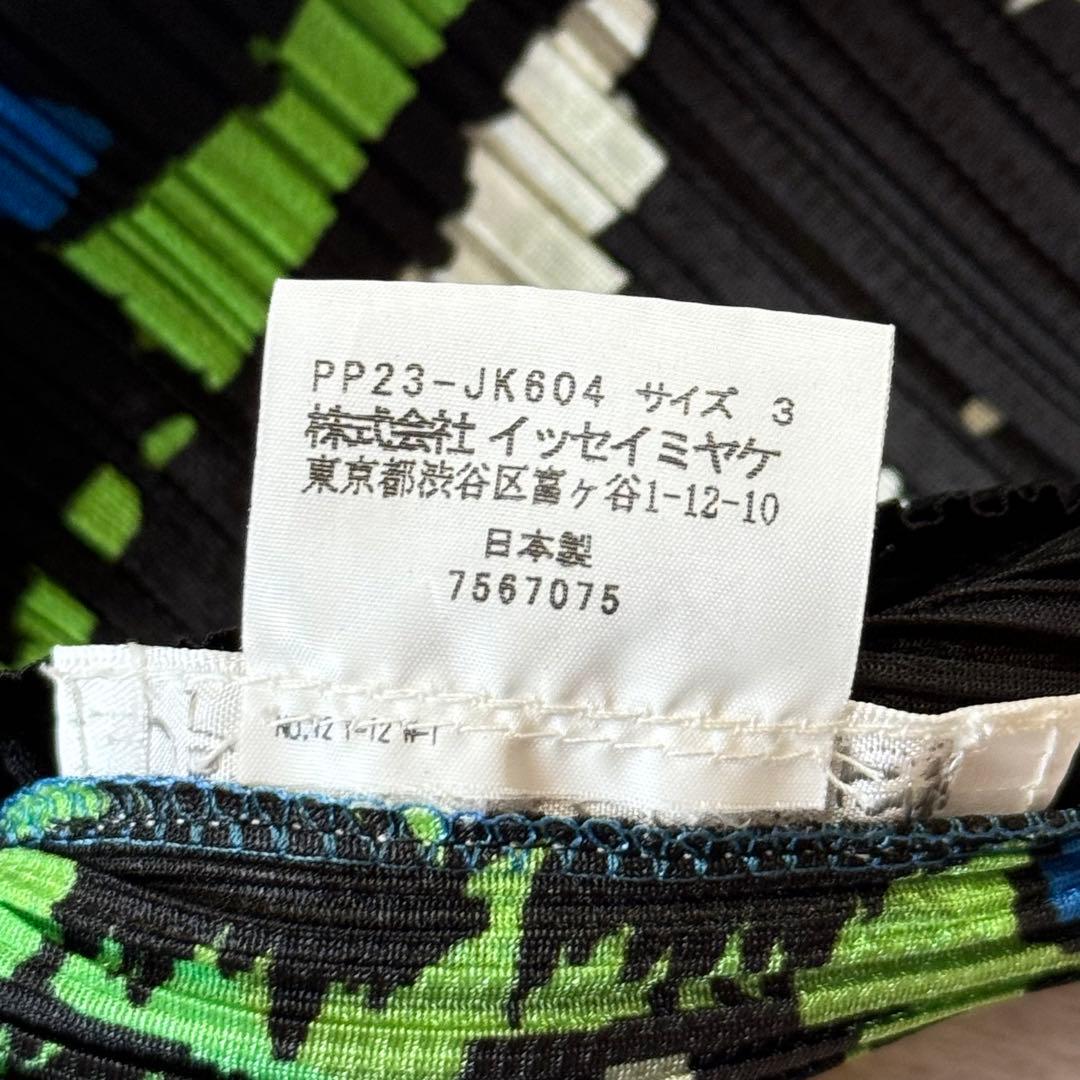 PP23-JK604 サイズ 3
株式会社 イッセイミヤケ
東京都渋谷区富ヶ谷1-12-10
日本製
7567075